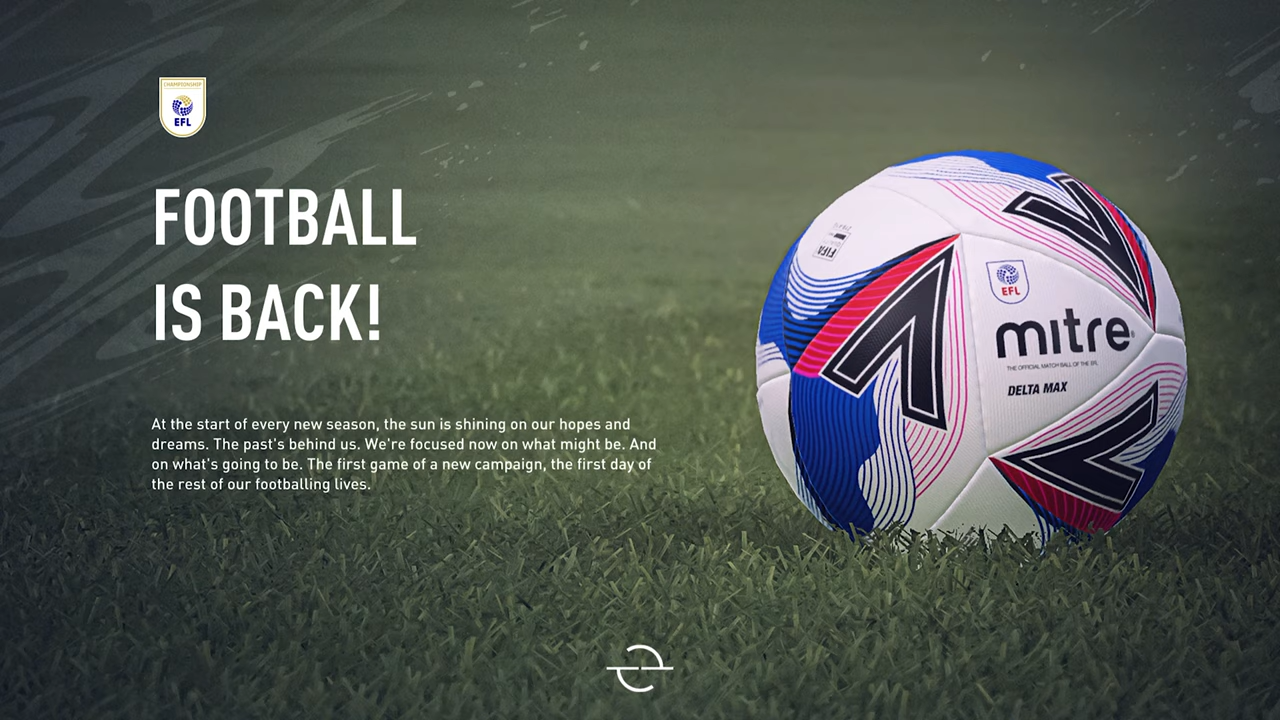 CHAMPIONSHIP
EFL
FOOTBALL
IS BACK!
At the start of every new season, the sun is shining on our hopes and
dreams. The past's behind us. We're focused now on what might be. And
on what's going to be. The first game of a new campaign, the first day of
the rest of our footballing lives.
FIFA
EFL
mitre
THE OFFICIAL MATCH BALL OF THE EFL
DELTA MAX